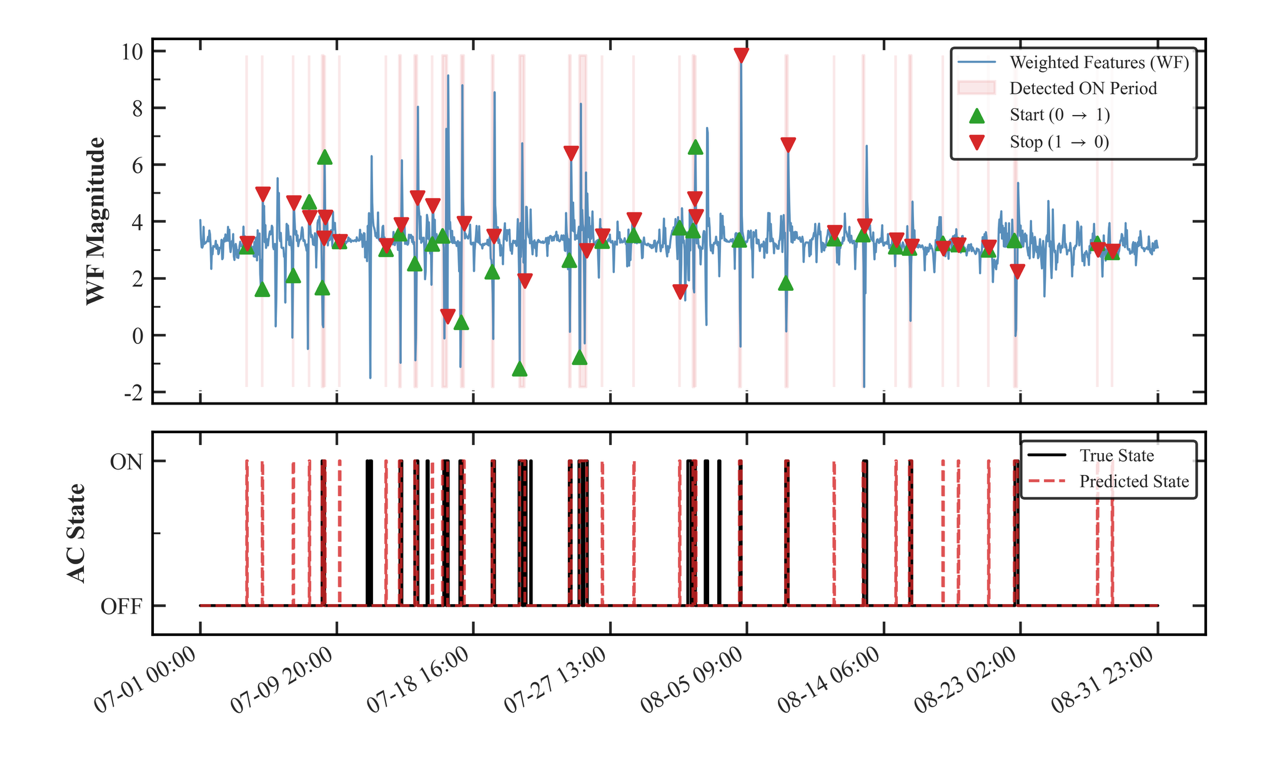 10
8
6
4
2
0
-2
WF Magnitude
Weighted Features (WF)
Detected ON Period
Start (0 → 1)
Stop (1 → 0)
ON
OFF
AC State
True State
Predicted State
07-01 00:00
07-09 20:00
07-18 16:00
07-27 13:00
08-05 09:00
08-14 06:00
08-23 02:00
08-31 23:00